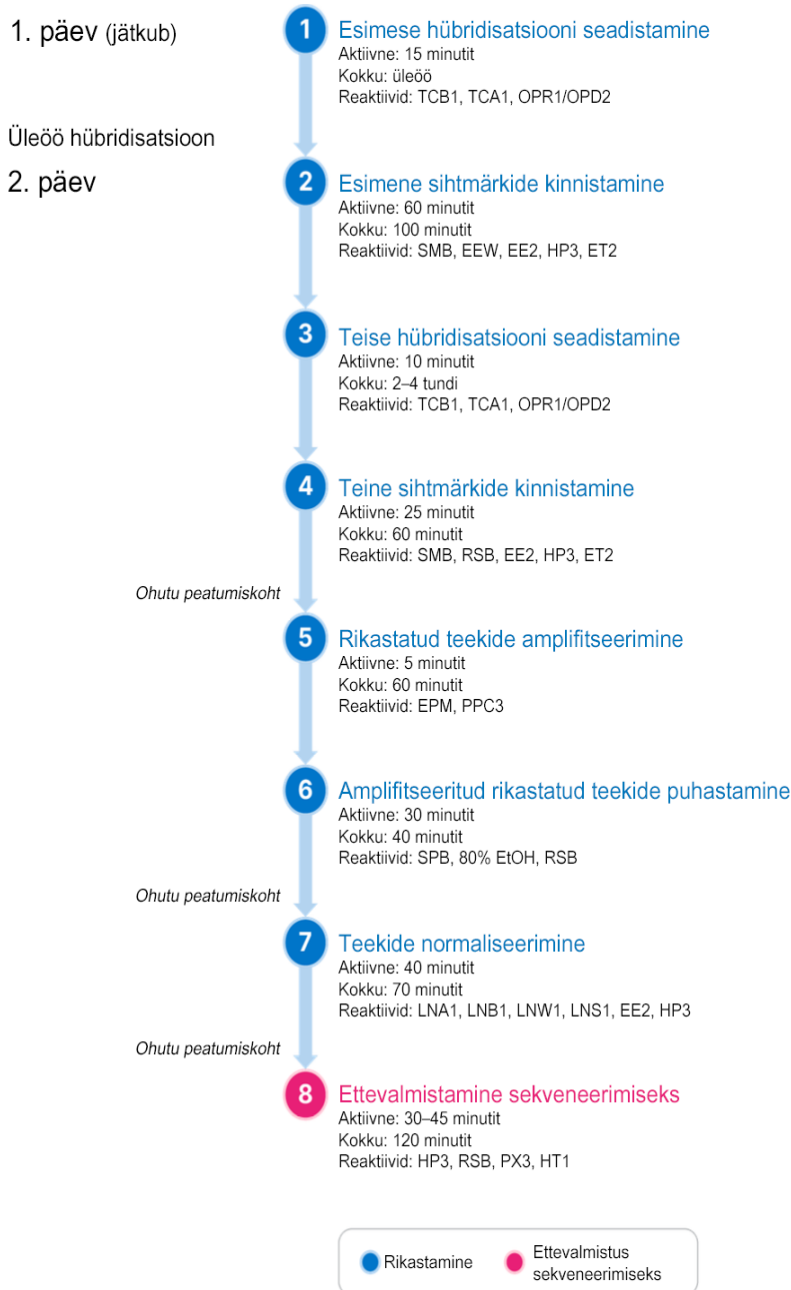 1. päev (jätkub)
1
Esimese hübridisatsiooni seadistamine
Aktiivne: 15 minutit
Kokku: üleöö
Reaktiivid: TCB1, TCA1, OPR1/OPD2
Üleöö hübridisatsioon
2. päev
2
Esimene sihtmärkide kinnistamine
Aktiivne: 60 minutit
Kokku: 100 minutit
Reaktiivid: SMB, EEW, EE2, HP3, ET2
3
Teise hübridisatsiooni seadistamine
Aktiivne: 10 minutit
Kokku: 2–4 tundi
Reaktiivid: TCB1, TCA1, OPR1/OPD2
4
Teine sihtmärkide kinnistamine
Aktiivne: 25 minutit
Kokku: 60 minutit
Reaktiivid: SMB, RSB, EE2, HP3, ET2
Ohutu peatumiskoht
5
Rikastatud teekide amplifitseerimine
Aktiivne: 5 minutit
Kokku: 60 minutit
Reaktiivid: EPM, PPC3
6
Amplifitseeritud rikastatud teekide puhastamine
Aktiivne: 30 minutit
Kokku: 40 minutit
Reaktiivid: SPB, 80% EtOH, RSB
Ohutu peatumiskoht
7
Teekide normaliseerimine
Aktiivne: 40 minutit
Kokku: 70 minutit
Reaktiivid: LNA1, LNB1, LNW1, LNS1, EE2, HP3
Ohutu peatumiskoht
8
Ettevalmistamine sekveneerimiseks
Aktiivne: 30–45 minutit
Kokku: 120 minutit
Reaktiivid: HP3, RSB, PX3, HT1
Rikastamine
Ettevalmistus
sekveneerimiseks